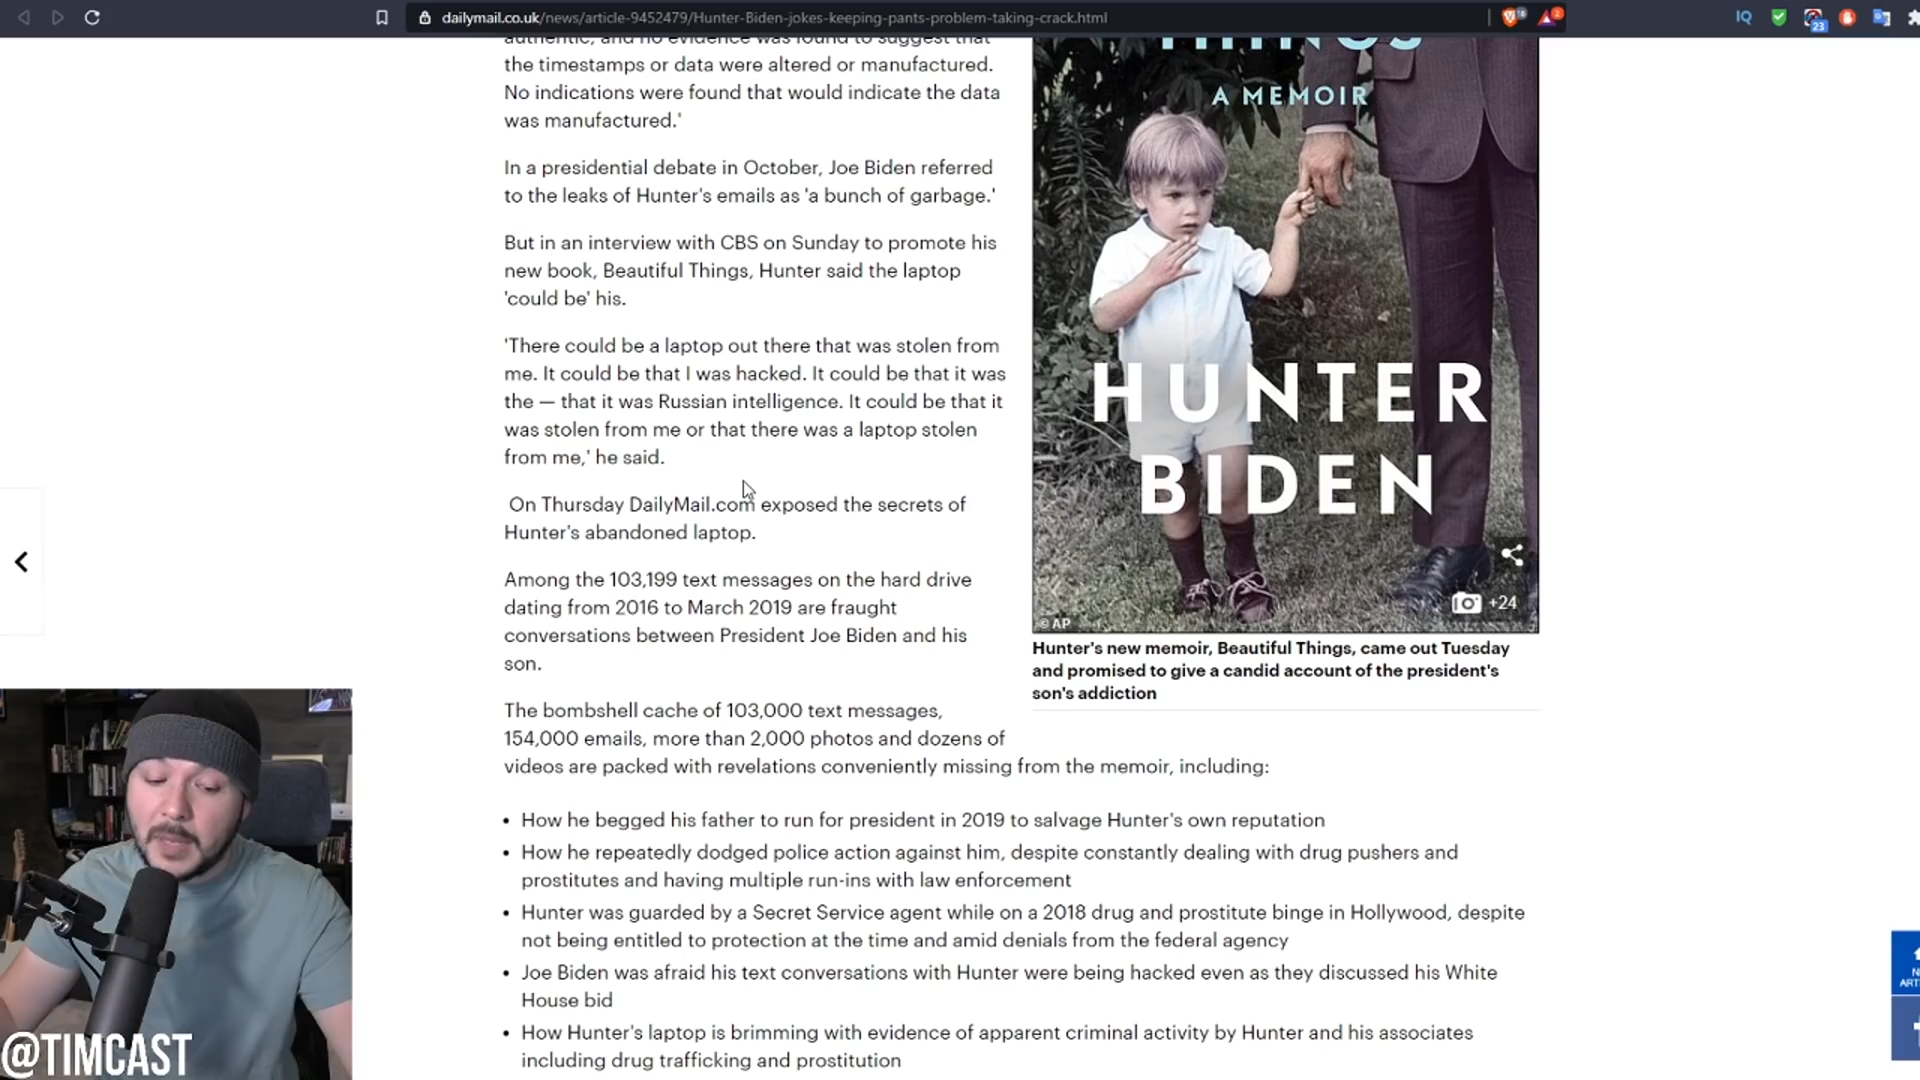 dailymail.co.uk/news/article-9452479/Hunter-Biden-jokes-keeping-pants-problem-taking-crack.html
IQ
23
authentic, and no evidence was found to suggest that
the timestamps or data were altered or manufactured.
No indications were found that would indicate the data
was manufactured.'
In a presidential debate in October, Joe Biden referred
to the leaks of Hunter's emails as 'a bunch of garbage.'
But in an interview with CBS on Sunday to promote his
new book, Beautiful Things, Hunter said the laptop
'could be' his.
'There could be a laptop out there that was stolen from
me. It could be that I was hacked. It could be that it was
the — that it was Russian intelligence. It could be that it
was stolen from me or that there was a laptop stolen
from me,' he said.
On Thursday DailyMail.com exposed the secrets of
Hunter's abandoned laptop.
Among the 103,199 text messages on the hard drive
dating from 2016 to March 2019 are fraught
conversations between President Joe Biden and his
son.
The bombshell cache of 103,000 text messages,
154,000 emails, more than 2,000 photos and dozens of
videos are packed with revelations conveniently missing from the memoir, including:
• How he begged his father to run for president in 2019 to salvage Hunter's own reputation
• How he repeatedly dodged police action against him, despite constantly dealing with drug pushers and
prostitutes and having multiple run-ins with law enforcement
• Hunter was guarded by a Secret Service agent while on a 2018 drug and prostitute binge in Hollywood, despite
not being entitled to protection at the time and amid denials from the federal agency
• Joe Biden was afraid his text conversations with Hunter were being hacked even as they discussed his White
House bid
• How Hunter's laptop is brimming with evidence of apparent criminal activity by Hunter and his associates
including drug trafficking and prostitution
THINGS
A MEMOIR
HUNTER
BIDEN
+24
© AP
Hunter's new memoir, Beautiful Things, came out Tuesday
and promised to give a candid account of the president's
son's addiction
@TIMCAST